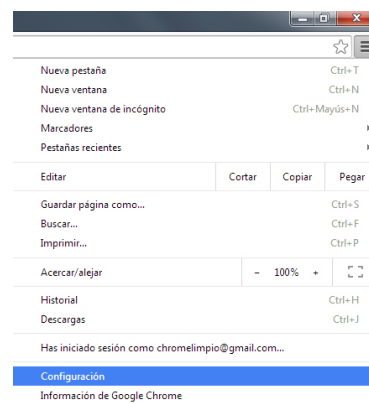 Nueva pestaña Ctrl+T
Nueva ventana Ctrl+N
Nueva ventana de incógnito Ctrl+Mayús+N
Marcadores
Pestañas recientes
Editar Cortar Copiar Pegar
Guardar página como... Ctrl+S
Buscar... Ctrl+F
Imprimir... Ctrl+P
Acercar/alejar - 100% +
Historial Ctrl+H
Descargas Ctrl+J
Has iniciado sesión como chromelimpio@gmail.com...
Configuración
Información de Google Chrome